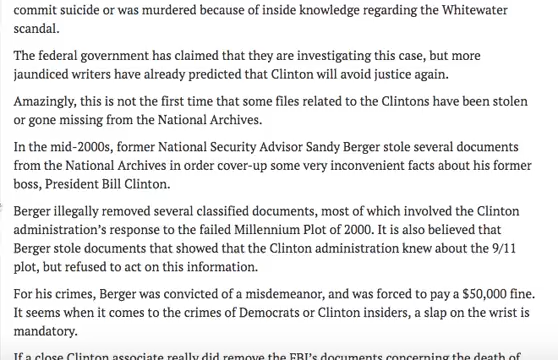 commit suicide or was murdered because of inside knowledge regarding the Whitewater
scandal.
The federal government has claimed that they are investigating this case, but more
jaundiced writers have already predicted that Clinton will avoid justice again.
Amazingly, this is not the first time that some files related to the Clintons have been stolen
or gone missing from the National Archives.
In the mid-2000s, former National Security Advisor Sandy Berger stole several documents
from the National Archives in order cover-up some very inconvenient facts about his former
boss, President Bill Clinton.
Berger illegally removed several classified documents, most of which involved the Clinton
administration's response to the failed Millennium Plot of 2000. It is also believed that
Berger stole documents that showed that the Clinton administration knew about the 9/11
plot, but refused to act on this information.
For his crimes, Berger was convicted of a misdemeanor, and was forced to pay a $50,000 fine.
It seems when it comes to the crimes of Democrats or Clinton insiders, a slap on the wrist is
mandatory.
If a close Clinton associate really did remove the FBI's documents concerning the death of